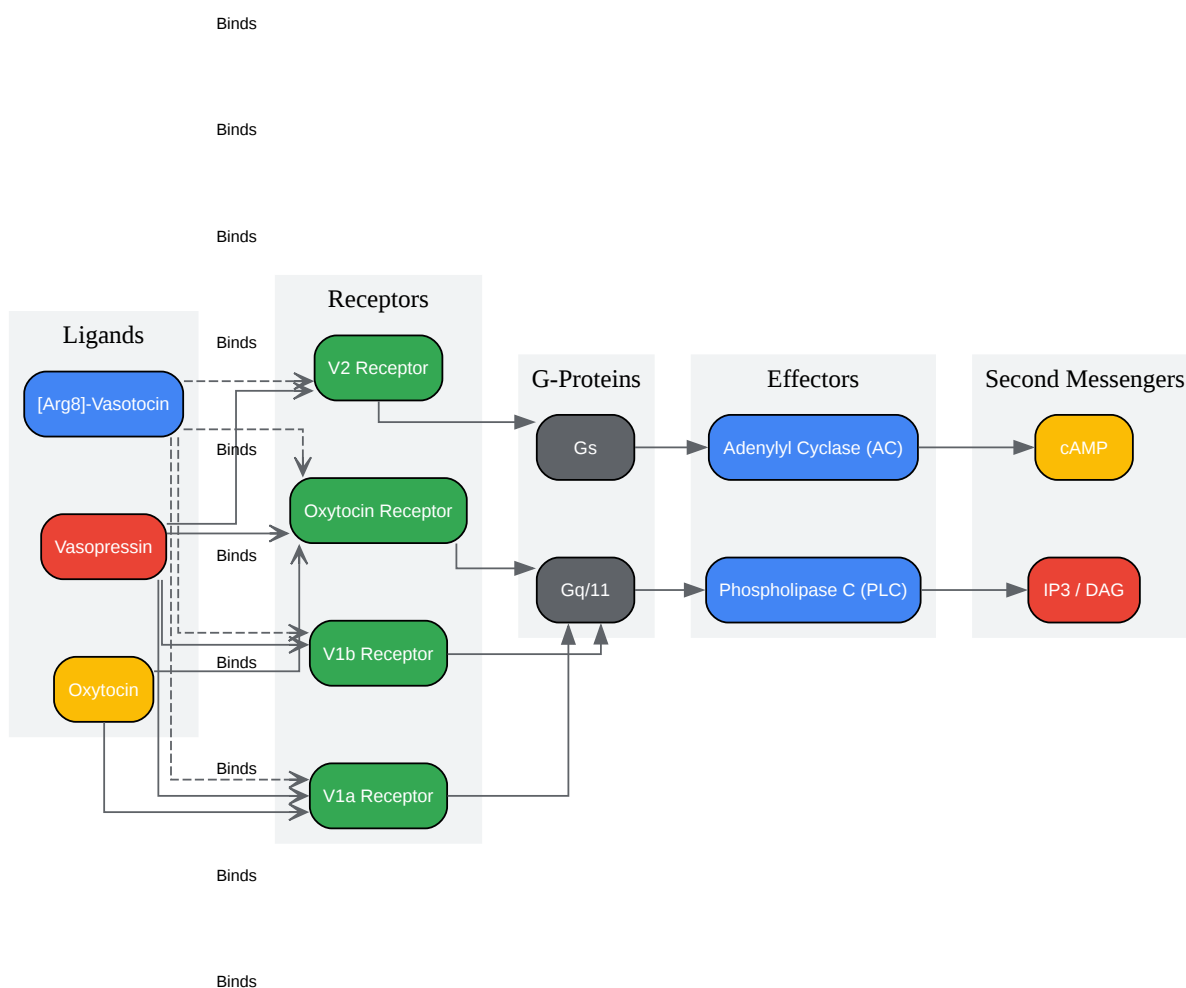 Binds
Binds
Binds
Receptors
Ligands
Binds
V2 Receptor
G-Proteins
Effectors
Second Messengers
[Arg8]-Vasotocin
Binds
Gs
Adenylyl Cyclase (AC)
cAMP
Oxytocin Receptor
Vasopressin
Binds
Gq/11
Phospholipase C (PLC)
IP3 / DAG
V1b Receptor
Binds
Oxytocin
Binds
V1a Receptor
Binds
Binds